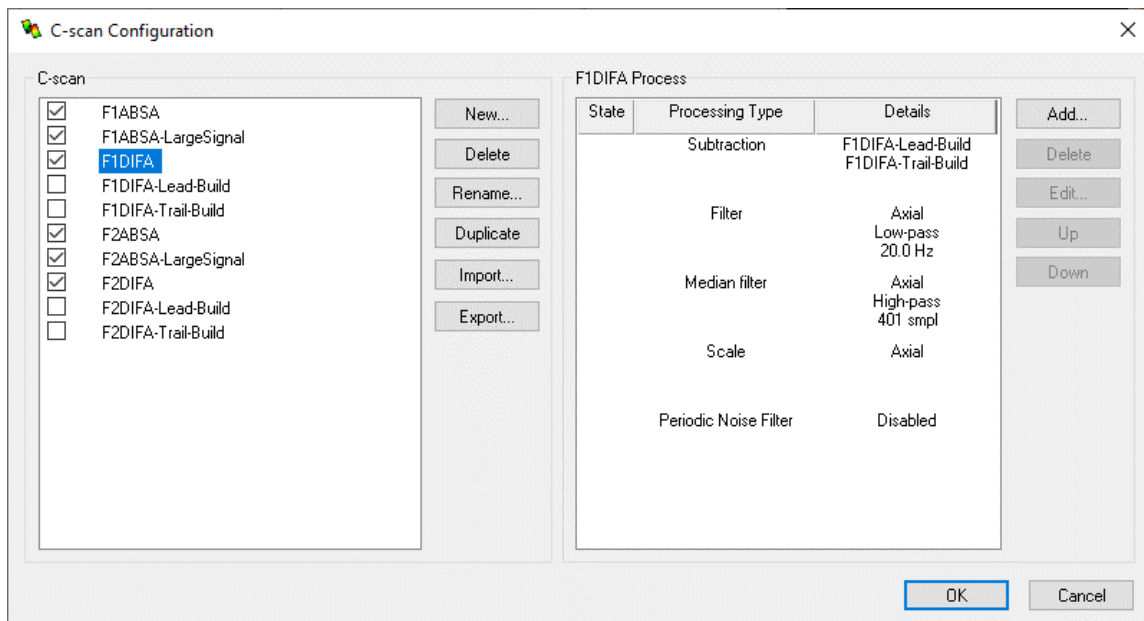 C-scan Configuration
C-scan
F1ABSA
F1ABSA-LargeSignal
F1DIFA
F1DIFA-Lead-Build
F1DIFA-Trail-Build
F2ABSA
F2ABSA-LargeSignal
F2DIFA
F2DIFA-Lead-Build
F2DIFA-Trail-Build
New...
Delete
Rename...
Duplicate
Import...
Export...
F1DIFA Process
State Processing Type Details
Subtraction F1DIFA-Lead-Build
F1DIFA-Trail-Build
Filter Axial
Low-pass
20.0 Hz
Median filter Axial
High-pass
401 smpl
Scale Axial
Periodic Noise Filter Disabled
Add...
Delete
Edit...
Up
Down
OK Cancel